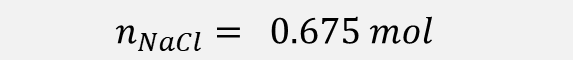 n_NaCl = 0.675 mol